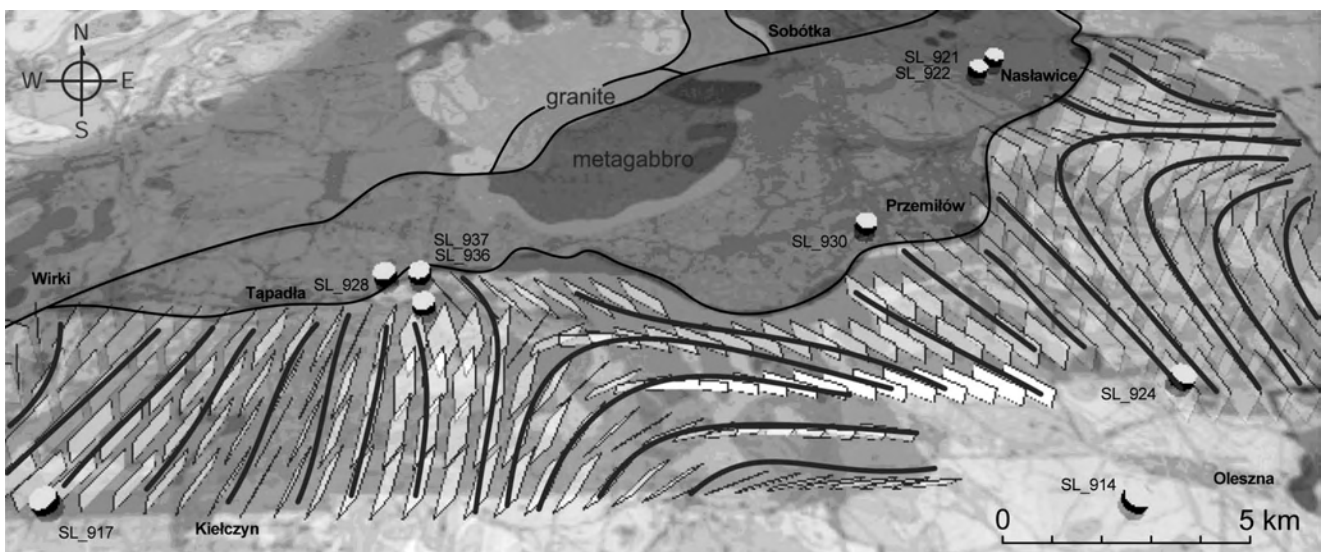 N
Sobótka
SL_921
W E
SL_922 Nasławice
granite
S
metagabbro
Przemiłów
SL_937
SL_930
SL_936
Wirki
SL_928
Tąpadła
SL_924
SL_914 Oleszna
0 5 km
SL_917 Kiełczyn